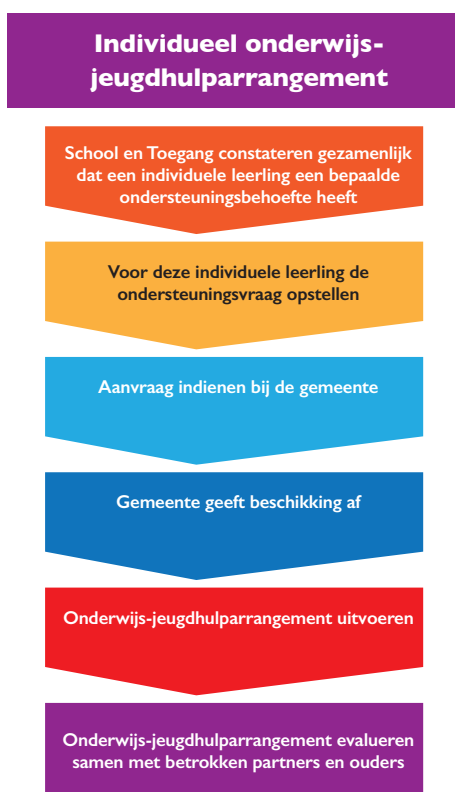 Individueel onderwijs-
jeugdhulparrangement
School en Toegang constateren gezamenlijk
dat een individuele leerling een bepaalde
ondersteuningsbehoefte heeft
Voor deze individuele leerling de
ondersteuningsvraag opstellen
Aanvraag indienen bij de gemeente
Gemeente geeft beschikking af
Onderwijs-jeugdhulparrangement uitvoeren
Onderwijs-jeugdhulparrangement evalueren
samen met betrokken partners en ouders